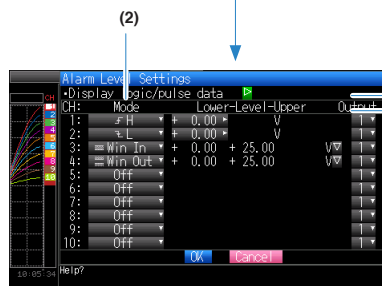 (2)
Alarm Level Settings
•Display logic/pulse data
CH: Mode Lower-Level-Upper Output
1: H + 0.00 V 1
2: L + 0.00 V 1
3: Win In + 0.00 + 25.00 V 1
4: Win Out + 0.00 + 25.00 V 1
5: Off 1
6: Off 1
7: Off 1
8: Off 1
9: Off 1
10: Off 1
OK Cancel
Help?
CH
1
2
3
4
5
6
7
8
9
10
10:05:34